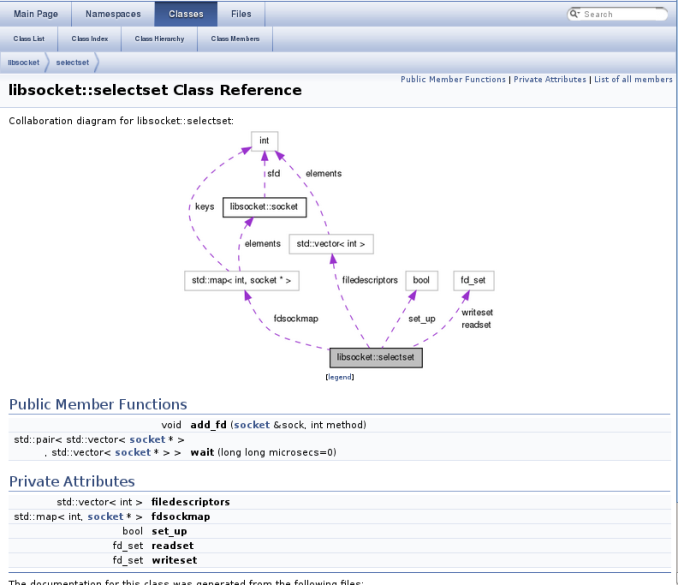 Main Page Namespaces Classes Files Search
Class List Class Index Class Hierarchy Class Members
libsocket selectset
Public Member Functions | Private Attributes | List of all members
libsocket::selectset Class Reference
Collaboration diagram for libsocket::selectset:
int
sfd elements
keys libsocket::socket
elements std::vector< int >
std::map< int, socket * > filedescriptors bool fd_set
fdsockmap set_up writeset
readset
libsocket::selectset
[legend]
Public Member Functions
void add_fd (socket &sock, int method)
std::pair< std::vector< socket * >
, std::vector< socket * > > wait (long long microsecs=0)
Private Attributes
std::vector< int > filedescriptors
std::map< int, socket * > fdsockmap
bool set_up
fd_set readset
fd_set writeset
The documentation for this class was generated from the following files: